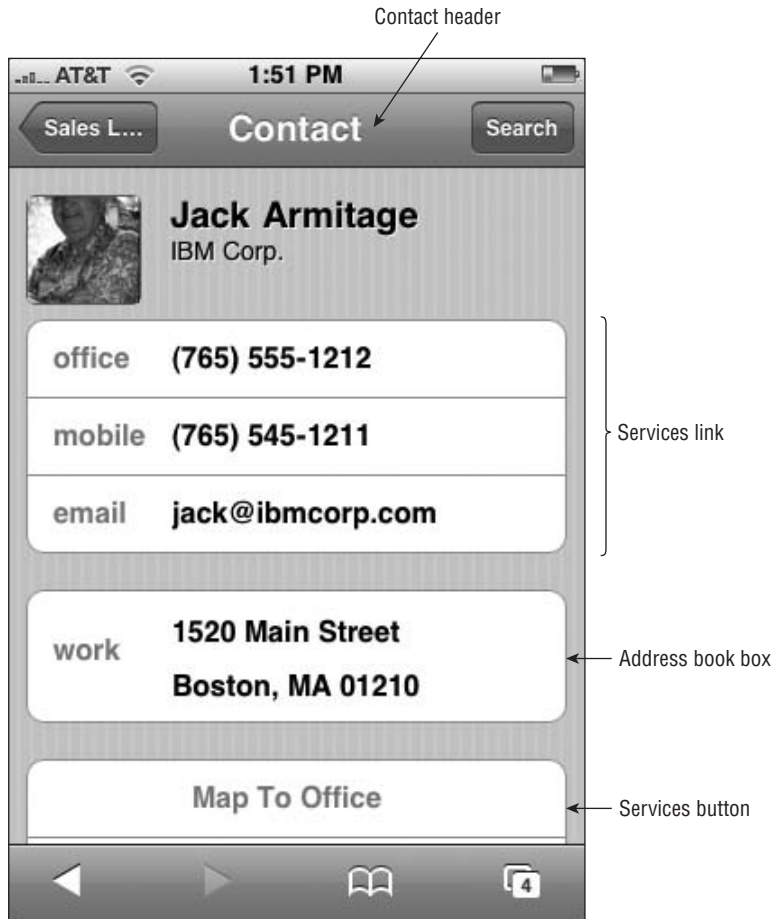 Contact header
AT&T 1:51 PM
Sales L... Contact Search
Jack Armitage
IBM Corp.
office (765) 555-1212
mobile (765) 545-1211
Services link
email jack@ibmcorp.com
1520 Main Street
work
Address book box
Boston, MA 01210
Map To Office
Services button
4